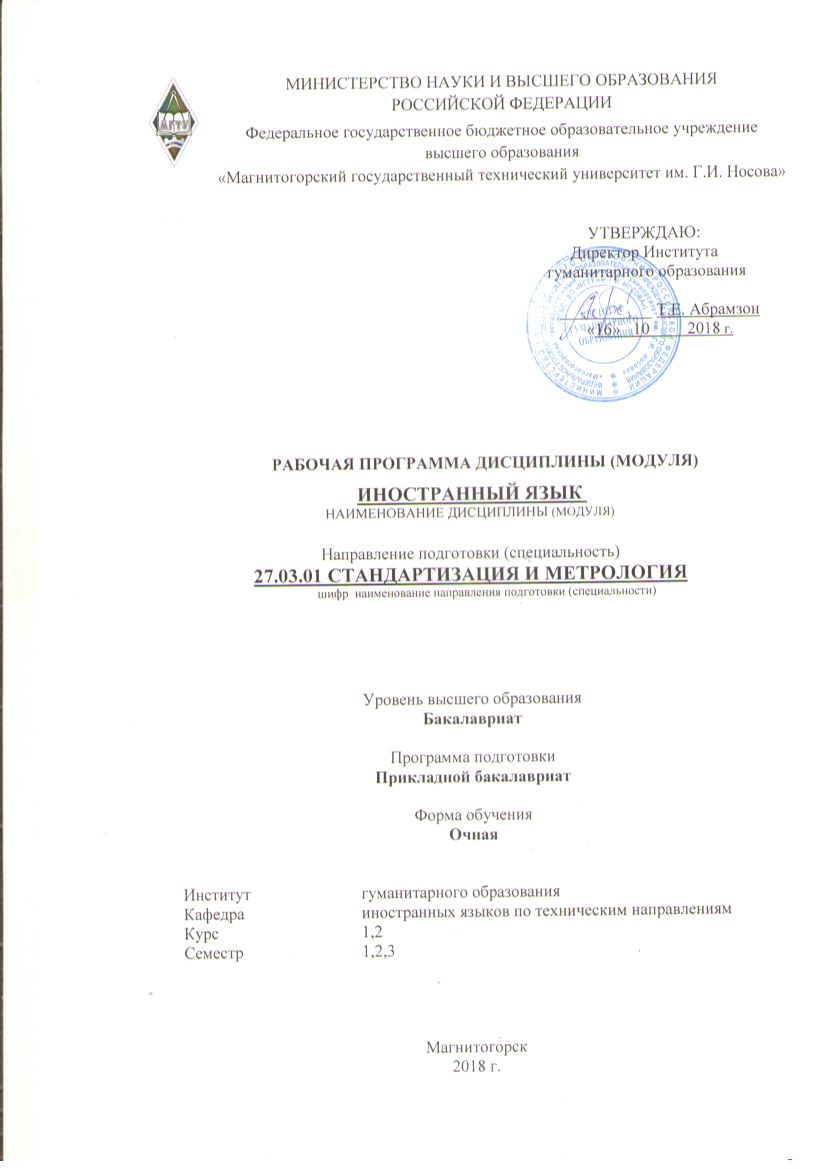 МИНИСТЕРСТВО НАУКИ И ВЫСШЕГО ОБРАЗОВАНИЯ
РОССИЙСКОЙ ФЕДЕРАЦИИ
Федеральное государственное бюджетное образовательное учреждение
высшего образования
«Магнитогорский государственный технический университет им. Г.И. Носова»
МГТУ
УТВЕРЖДАЮ:
Директор Института
гуманитарного образования
Т.Е. Абрамзон
«16» 10 2018 г.
РАБОЧАЯ ПРОГРАММА ДИСЦИПЛИНЫ (МОДУЛЯ)
ИНОСТРАННЫЙ ЯЗЫК
НАИМЕНОВАНИЕ ДИСЦИПЛИНЫ (МОДУЛЯ)
Направление подготовки (специальность)
27.03.01 СТАНДАРТИЗАЦИЯ И МЕТРОЛОГИЯ
шифр наименование направления подготовки (специальности)
Уровень высшего образования
Бакалавриат
Программа подготовки
Прикладной бакалавриат
Форма обучения
Очная
Институт гуманитарного образования
Кафедра иностранных языков по техническим направлениям
Курс 1,2
Семестр 1,2,3
Магнитогорск
2018 г.